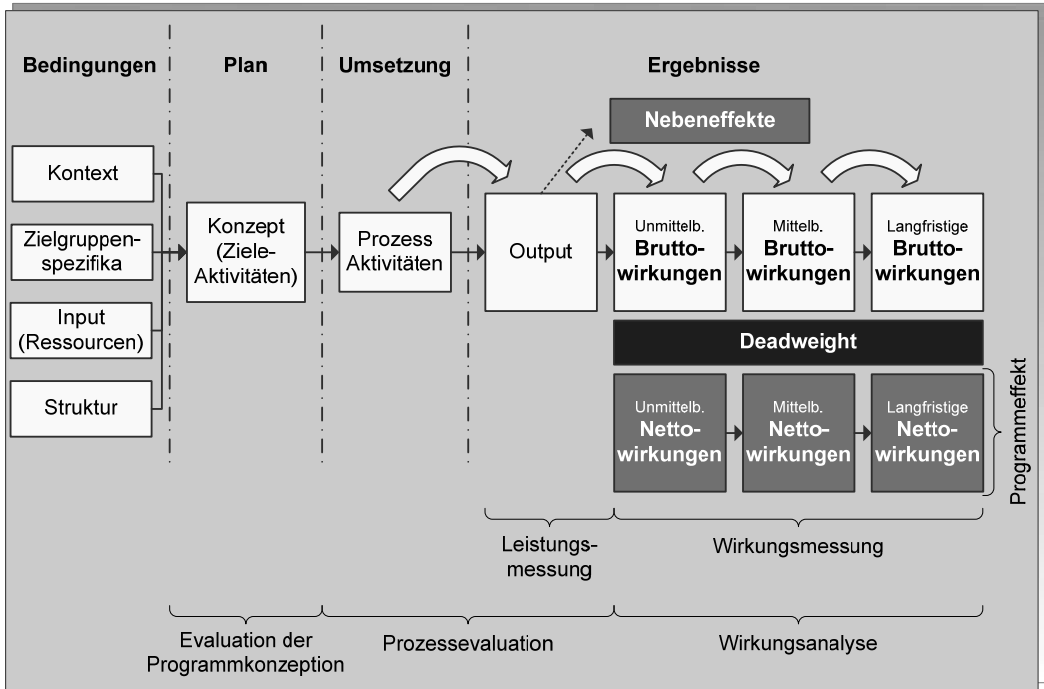 Bedingungen
Plan
Umsetzung
Ergebnisse
Nebeneffekte
Kontext
Zielgruppen-
spezifika
Input
(Ressourcen)
Struktur
Konzept
(Ziele-
Aktivitäten)
Prozess
Aktivitäten
Output
Unmittelb.
Brutto-
wirkungen
Mittelb.
Brutto-
wirkungen
Langfristige
Brutto-
wirkungen
Deadweight
Unmittelb.
Netto-
wirkungen
Mittelb.
Netto-
wirkungen
Langfristige
Netto-
wirkungen
Programmeffekt
Leistungs-
messung
Wirkungsmessung
Evaluation der
Programmkonzeption
Prozessevaluation
Wirkungsanalyse